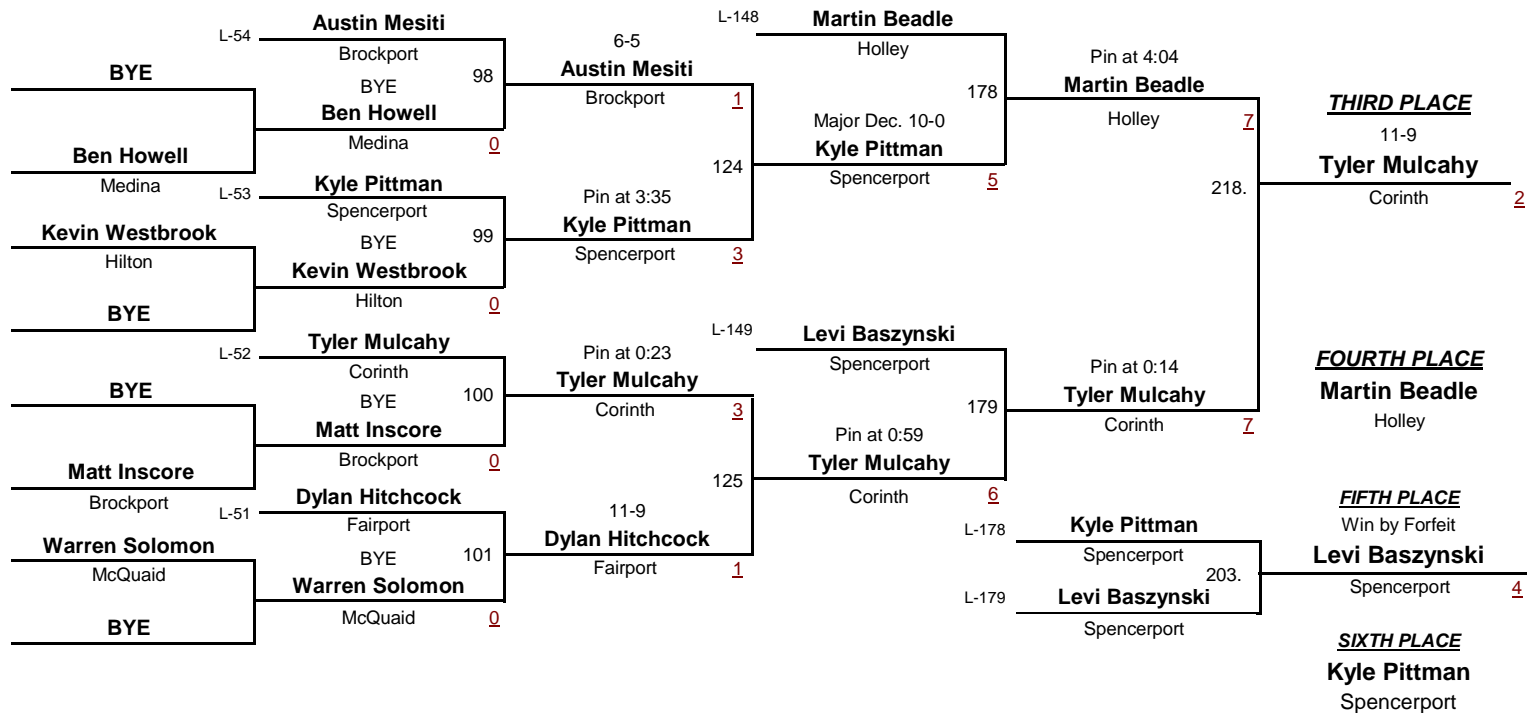 L-54
Austin Mesiti
Brockport
BYE
BYE
98
Ben Howell
Ben Howell
Medina
0
Medina
6-5
Austin Mesiti
Brockport
1
L-53
Kyle Pittman
Spencerport
Kevin Westbrook
Hilton
BYE
99
Kevin Westbrook
Hilton
0
BYE
Pin at 3:35
Kyle Pittman
Spencerport
3
124
L-148
Martin Beadle
Holley
178
Major Dec. 10-0
Kyle Pittman
Spencerport
5
Pin at 4:04
Martin Beadle
Holley
7
L-52
Tyler Mulcahy
Corinth
BYE
BYE
100
Matt Inscore
Brockport
0
Matt Inscore
Brockport
Pin at 0:23
Tyler Mulcahy
Corinth
3
L-51
Dylan Hitchcock
Fairport
Warren Solomon
McQuaid
BYE
101
Warren Solomon
McQuaid
0
BYE
11-9
Dylan Hitchcock
Fairport
1
125
L-149
Levi Baszynski
Spencerport
179
Pin at 0:59
Tyler Mulcahy
Corinth
6
Pin at 0:14
Tyler Mulcahy
Corinth
7
218.
THIRD PLACE
11-9
Tyler Mulcahy
Corinth
2
FOURTH PLACE
Martin Beadle
Holley
L-178
Kyle Pittman
Spencerport
203.
L-179
Levi Baszynski
Spencerport
FIFTH PLACE
Win by Forfeit
Levi Baszynski
Spencerport
4
SIXTH PLACE
Kyle Pittman
Spencerport